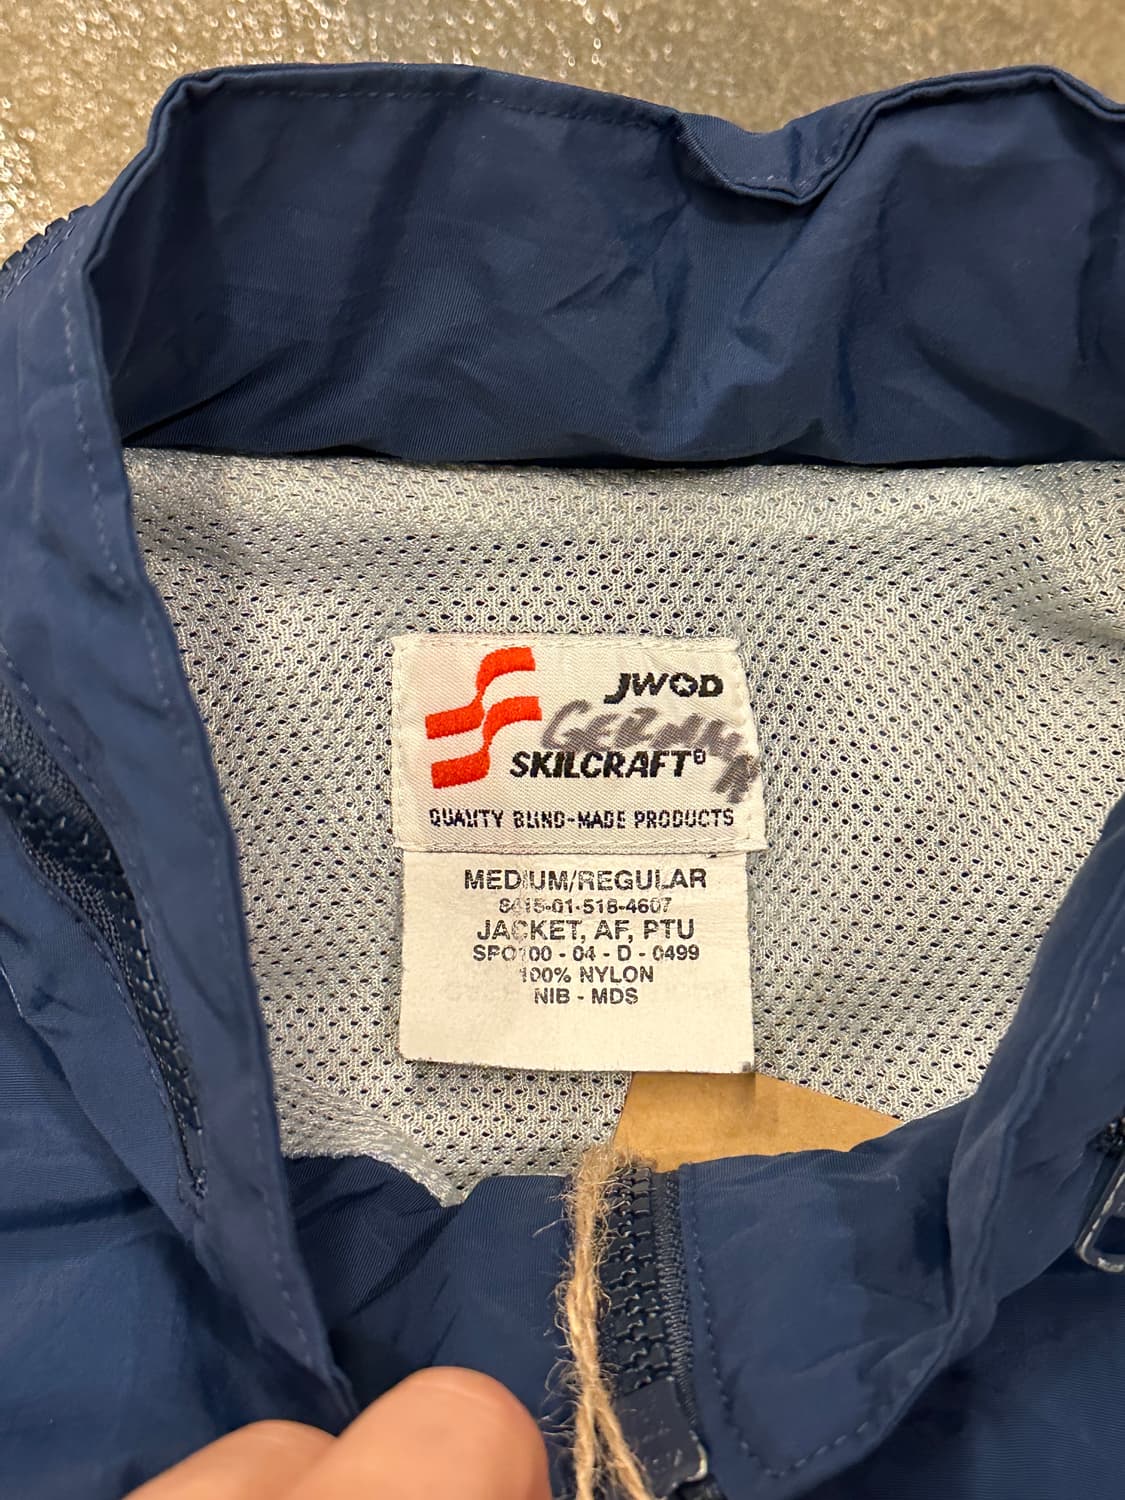 JWOD
SKILCRAFT®
QUALITY BLIND-MADE PRODUCTS
MEDIUM/REGULAR
8415-01-518-4607
JACKET, AF, PTU
SPO100 - 04 - D - 0499
100% NYLON
NIB - MDS